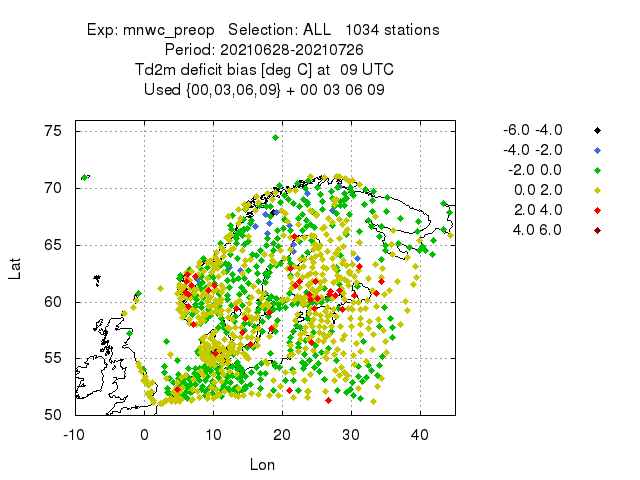 Exp: mnwc_preop   Selection: ALL   1034 stations
Period: 20210628-20210726
Td2m deficit bias [deg C] at  09 UTC
Used {00,03,06,09} + 00 03 06 09
-6.0 -4.0
-4.0 -2.0
-2.0 0.0
0.0 2.0
2.0 4.0
4.0 6.0
75
70
65
60
55
50
Lat
-10 0 10 20 30 40
Lon